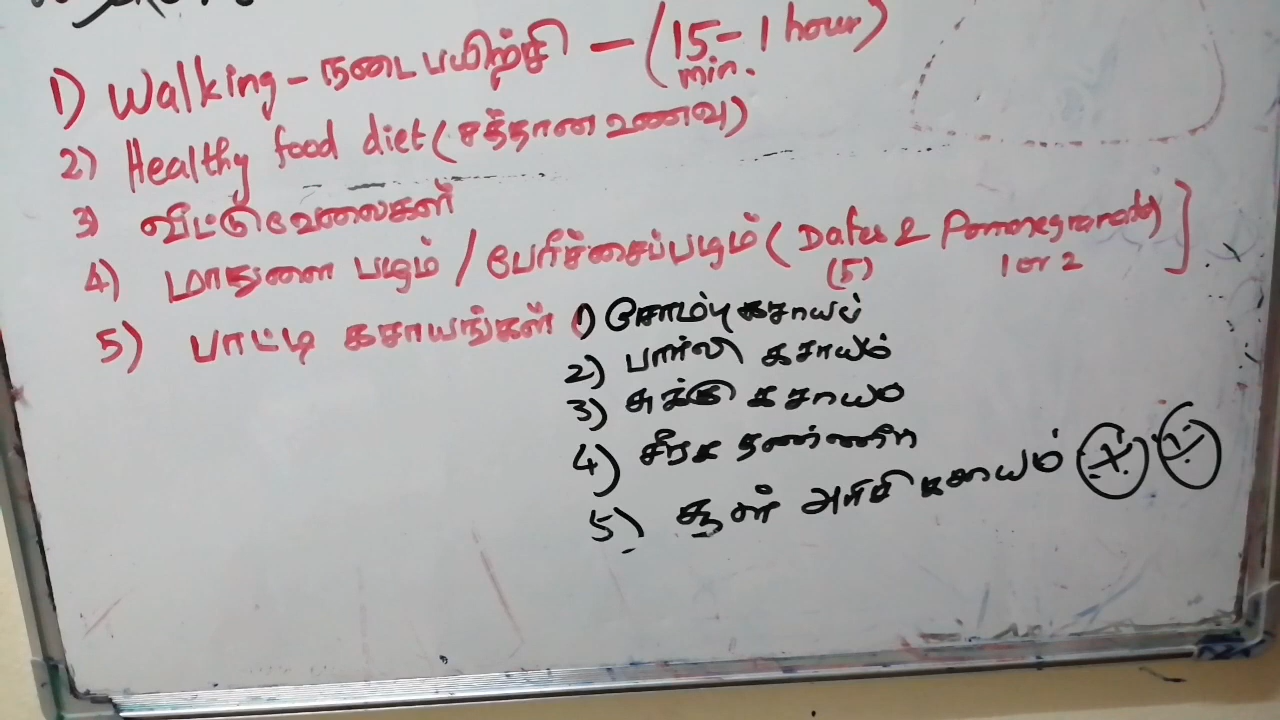 1) Walking - நடைபயிற்சி - (15 - 1 hour)
min.
2) Healthy food diet (சத்தான உணவு)
3) வீட்டு வேலைகள்
4) மாதுளை பழம் / பேரிச்சைப்பழம் ( Dates &
(5) 1 or 2
5) பாட்டி கசாயங்கள்
1) சோம்பு கசாயம்
2) பார்லி கசாயம்
3) சுக்கு கசாயம்
4) சீரக தண்ணீர்
5) அரிசி கசாயம்